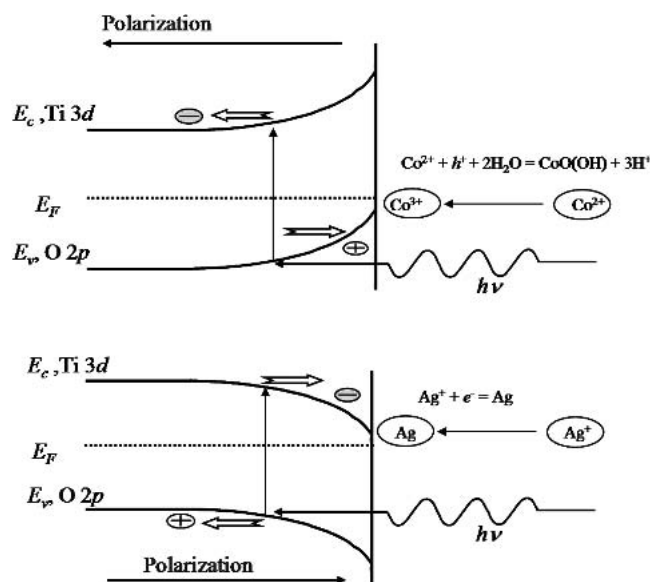 Polarization
E_c ,Ti 3d
−
Co²⁺ + h⁺ + 2H₂O = CoO(OH) + 3H⁺
E_F
Co³⁺
Co²⁺
E_v, O 2p
+
hν
E_c ,Ti 3d
−
Ag⁺ + e⁻ = Ag
E_F
Ag
Ag⁺
E_v, O 2p
+
hν
Polarization